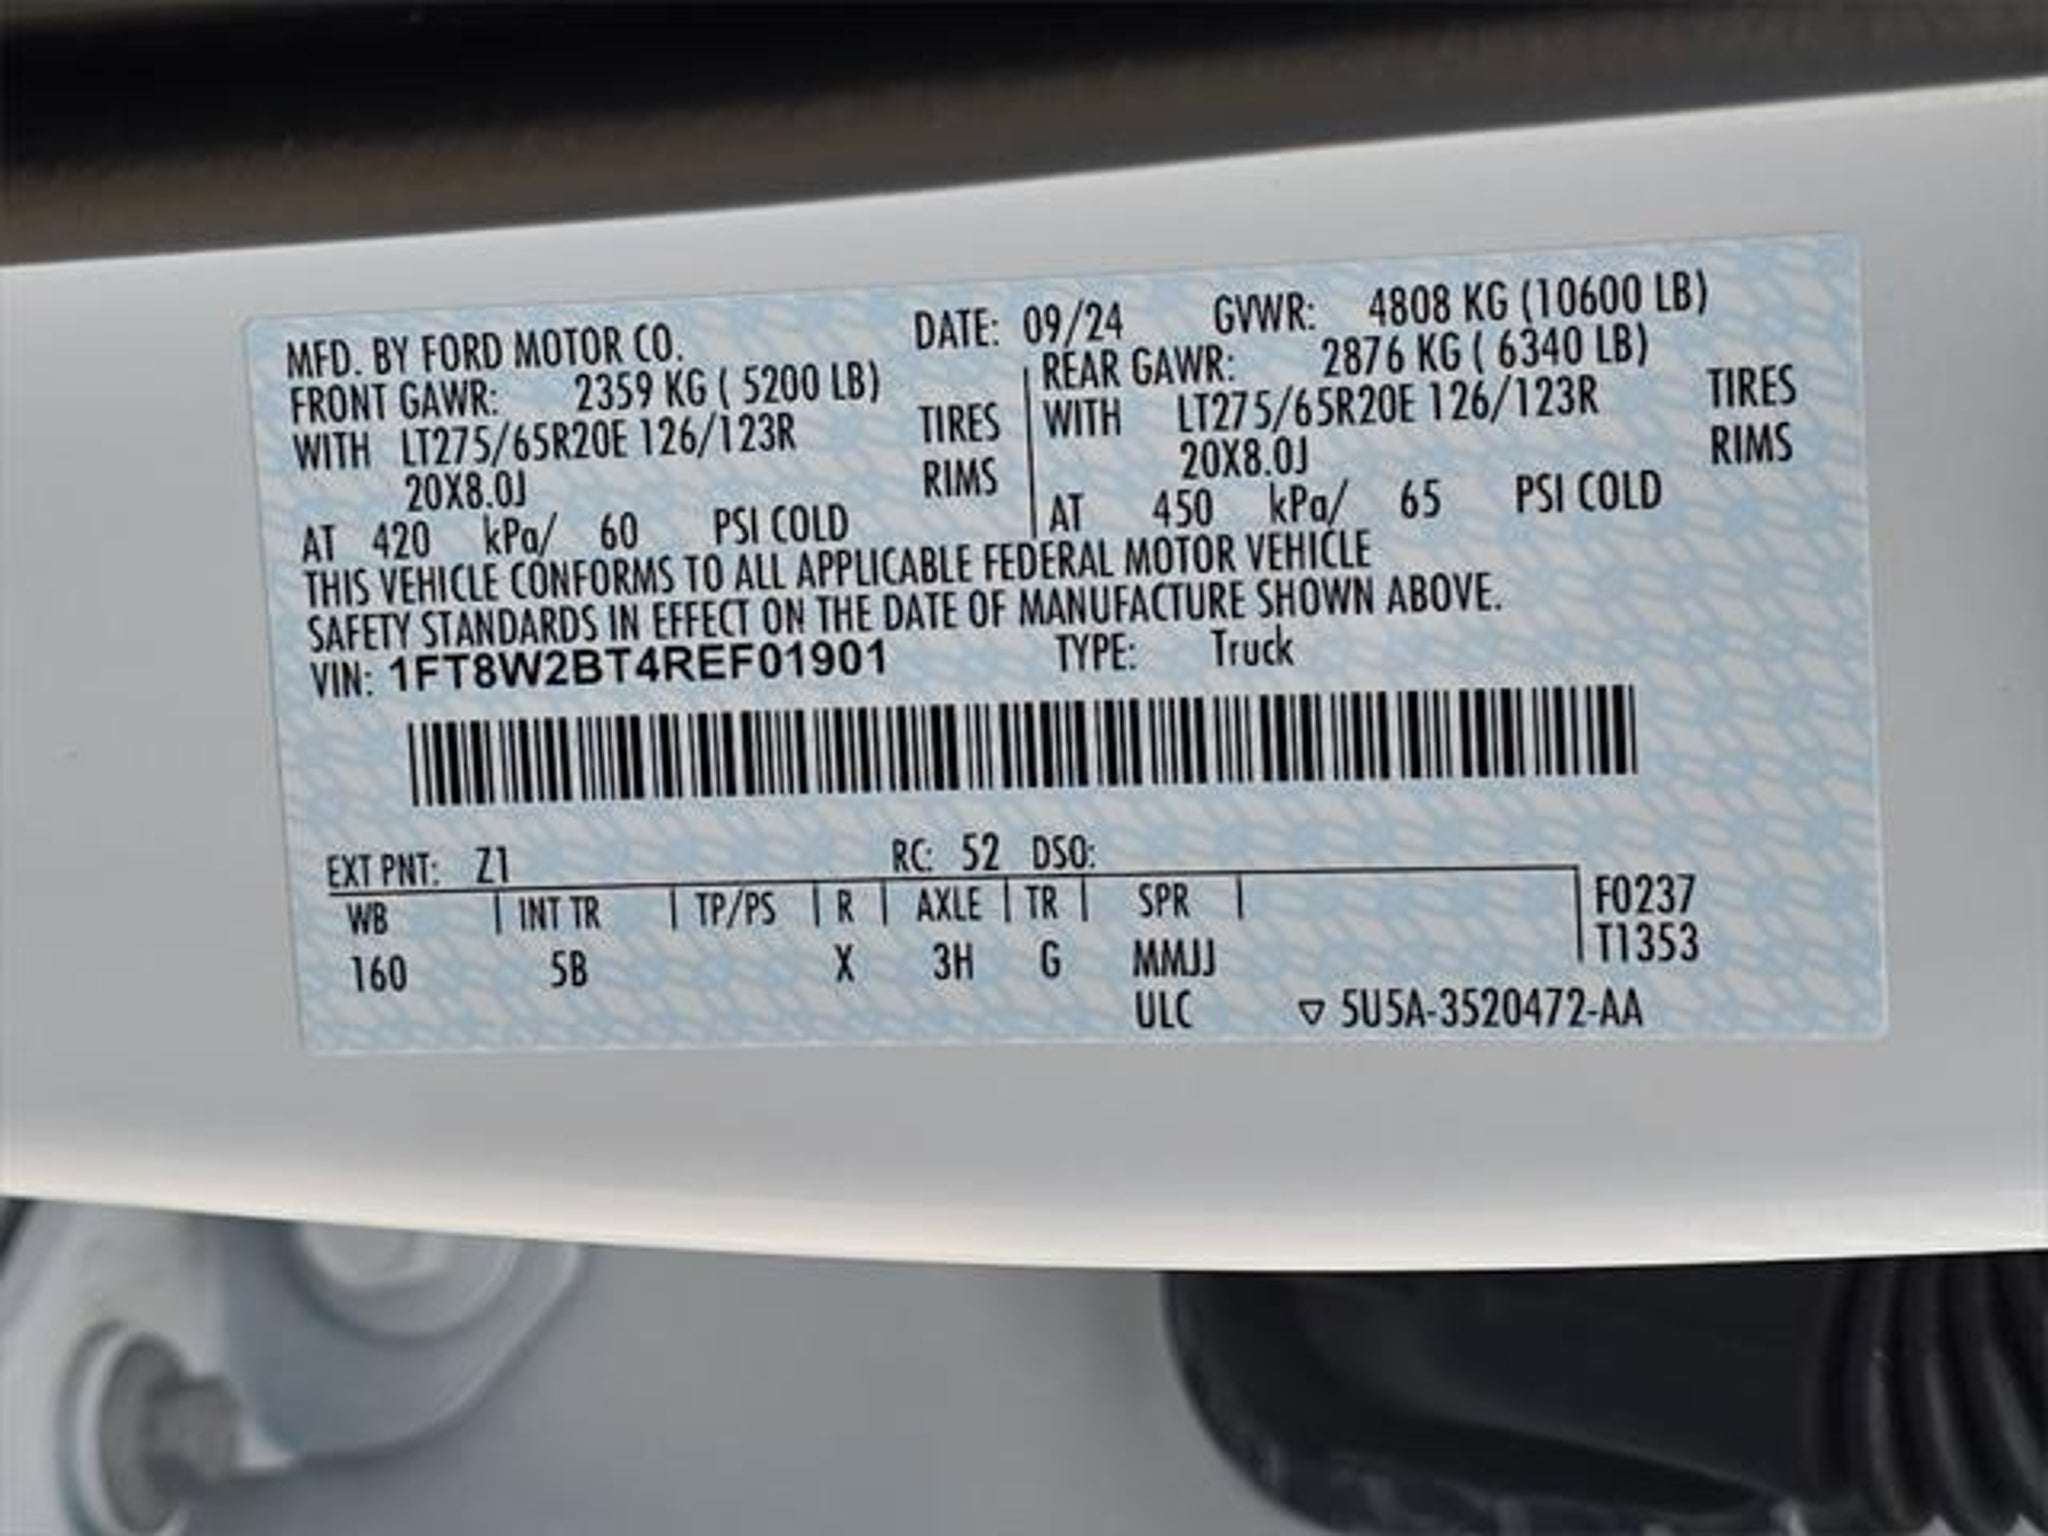 MFD. BY FORD MOTOR CO. DATE: 09/24 GVWR: 4808 KG (10600 LB)
FRONT GAWR: 2359 KG ( 5200 LB)
WITH LT275/65R20E 126/123R TIRES
20X8.0J RIMS
AT 420 kPa/ 60 PSI COLD
REAR GAWR: 2876 KG ( 6340 LB)
WITH LT275/65R20E 126/123R TIRES
20X8.0J RIMS
AT 450 kPa/ 65 PSI COLD
THIS VEHICLE CONFORMS TO ALL APPLICABLE FEDERAL MOTOR VEHICLE
SAFETY STANDARDS IN EFFECT ON THE DATE OF MANUFACTURE SHOWN ABOVE.
VIN: 1FT8W2BT4REF01901 TYPE: Truck
EXT PNT: Z1 RC: 52 DSO:
WB INT TR TP/PS R AXLE TR SPR F0237
T1353
160 5B X 3H G MMJJ
ULC ▽ 5U5A-3520472-AA